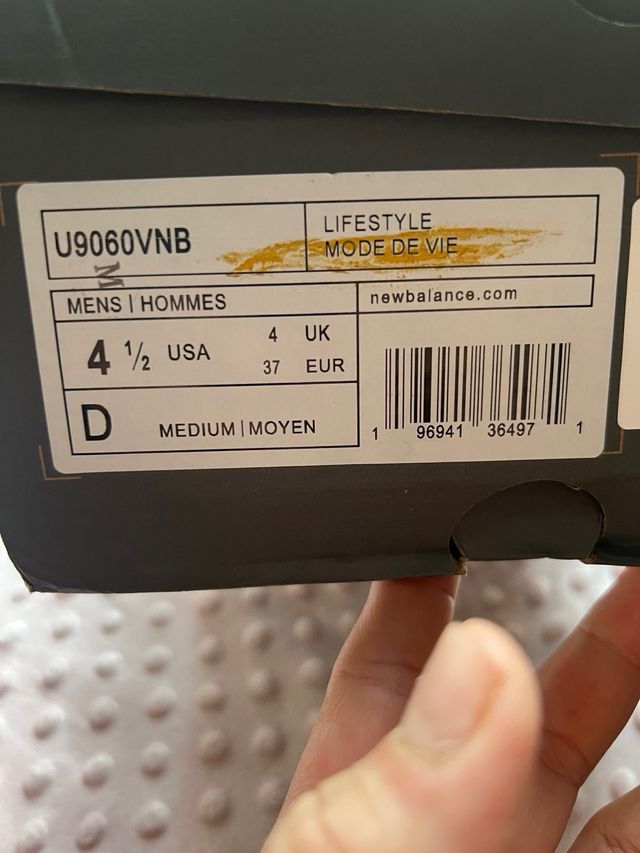 U9060VNB
M
LIFESTYLE
MODE DE VIE
MENS | HOMMES
newbalance.com
4 1/2 USA
4 UK
37 EUR
D MEDIUM | MOYEN
1 96941 36497 1